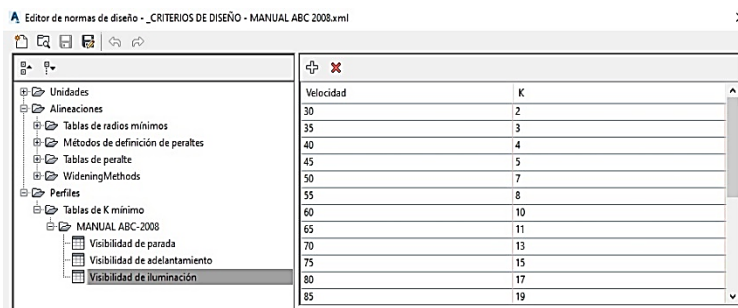 Editor de normas de diseño - _CRITERIOS DE DISEÑO - MANUAL ABC 2008.xml
Unidades
Alineaciones
Tablas de radios mínimos
Métodos de definición de peraltes
Tablas de peralte
WideningMethods
Perfiles
Tablas de K mínimo
MANUAL ABC-2008
Visibilidad de parada
Visibilidad de adelantamiento
Visibilidad de iluminación
Velocidad K
30 2
35 3
40 4
45 5
50 7
55 8
60 10
65 11
70 13
75 15
80 17
85 19